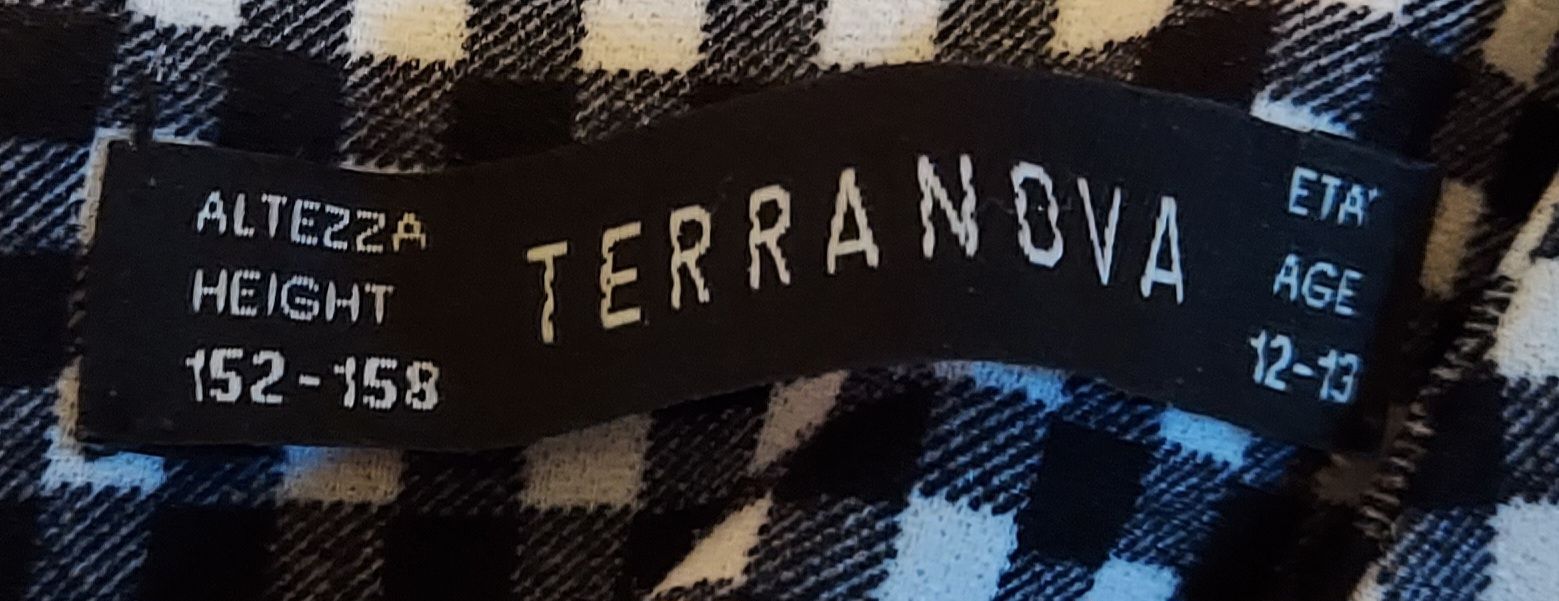 ALTEZZA
HEIGHT
152-158
TERRANOVA
ETA'
AGE
12-13